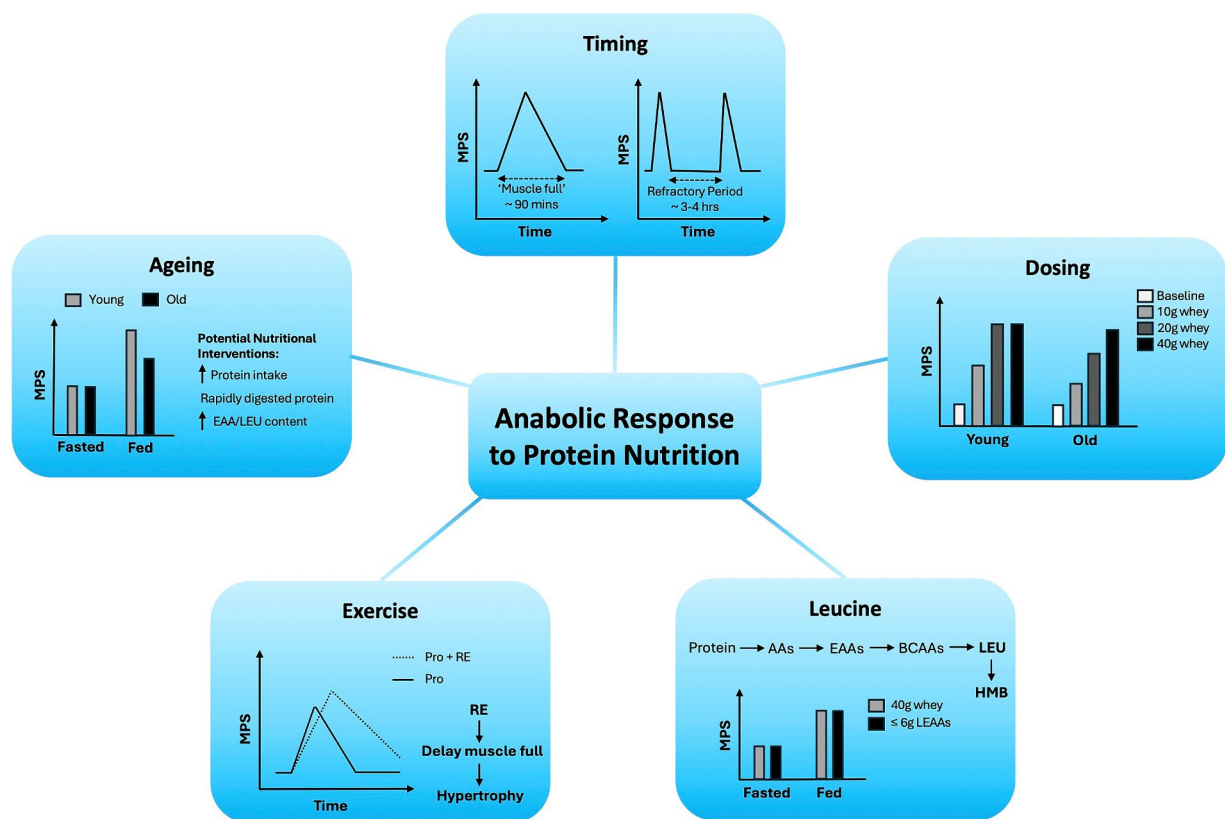 Timing
MPS
'Muscle full'
~ 90 mins
Time
MPS
Refractory Period
~ 3-4 hrs
Time
Ageing
Young
Old
MPS
Fasted
Fed
Potential Nutritional
Interventions:
Protein intake
Rapidly digested protein
EAA/LEU content
Dosing
MPS
Baseline
10g whey
20g whey
40g whey
Young
Old
Anabolic Response
to Protein Nutrition
Exercise
MPS
Pro + RE
Pro
Time
RE
Delay muscle full
Hypertrophy
Leucine
Protein AAs EAAs BCAAs LEU
HMB
MPS
40g whey
≤ 6g LEAAs
Fasted
Fed